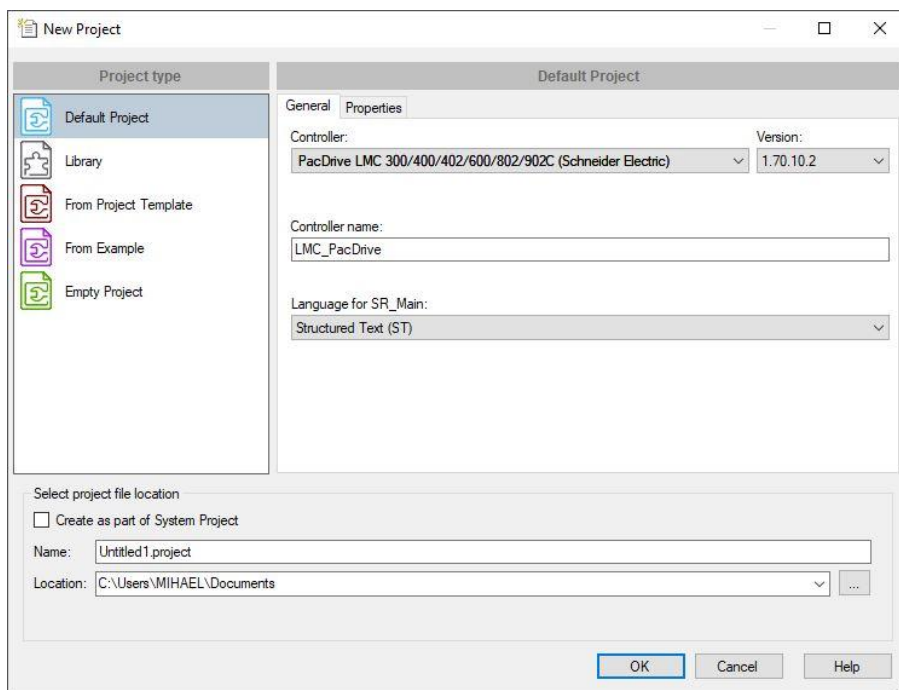 New Project
Project type
Default Project
Library
From Project Template
From Example
Empty Project
Default Project
General Properties
Controller: Version:
PacDrive LMC 300/400/402/600/802/902C (Schneider Electric) 1.70.10.2
Controller name:
LMC_PacDrive
Language for SR_Main:
Structured Text (ST)
Select project file location
Create as part of System Project
Name: Untitled1.project
Location: C:\Users\MIHAEL\Documents ...
OK Cancel Help